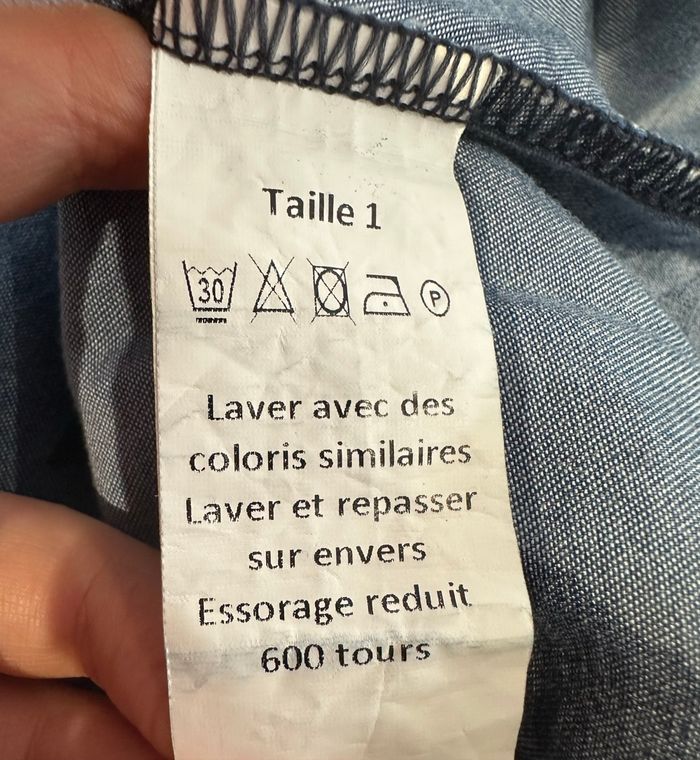 Taille 1
30 P
Laver avec des
coloris similaires
Laver et repasser
sur envers
Essorage reduit
600 tours